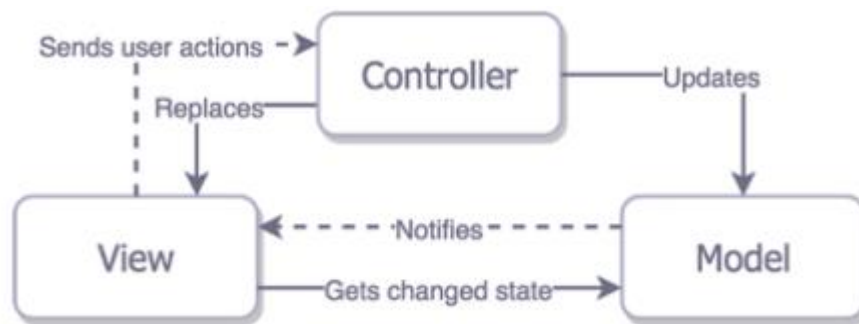 Sends user actions
Controller
Updates
Replaces
View
Notifies
Model
Gets changed state